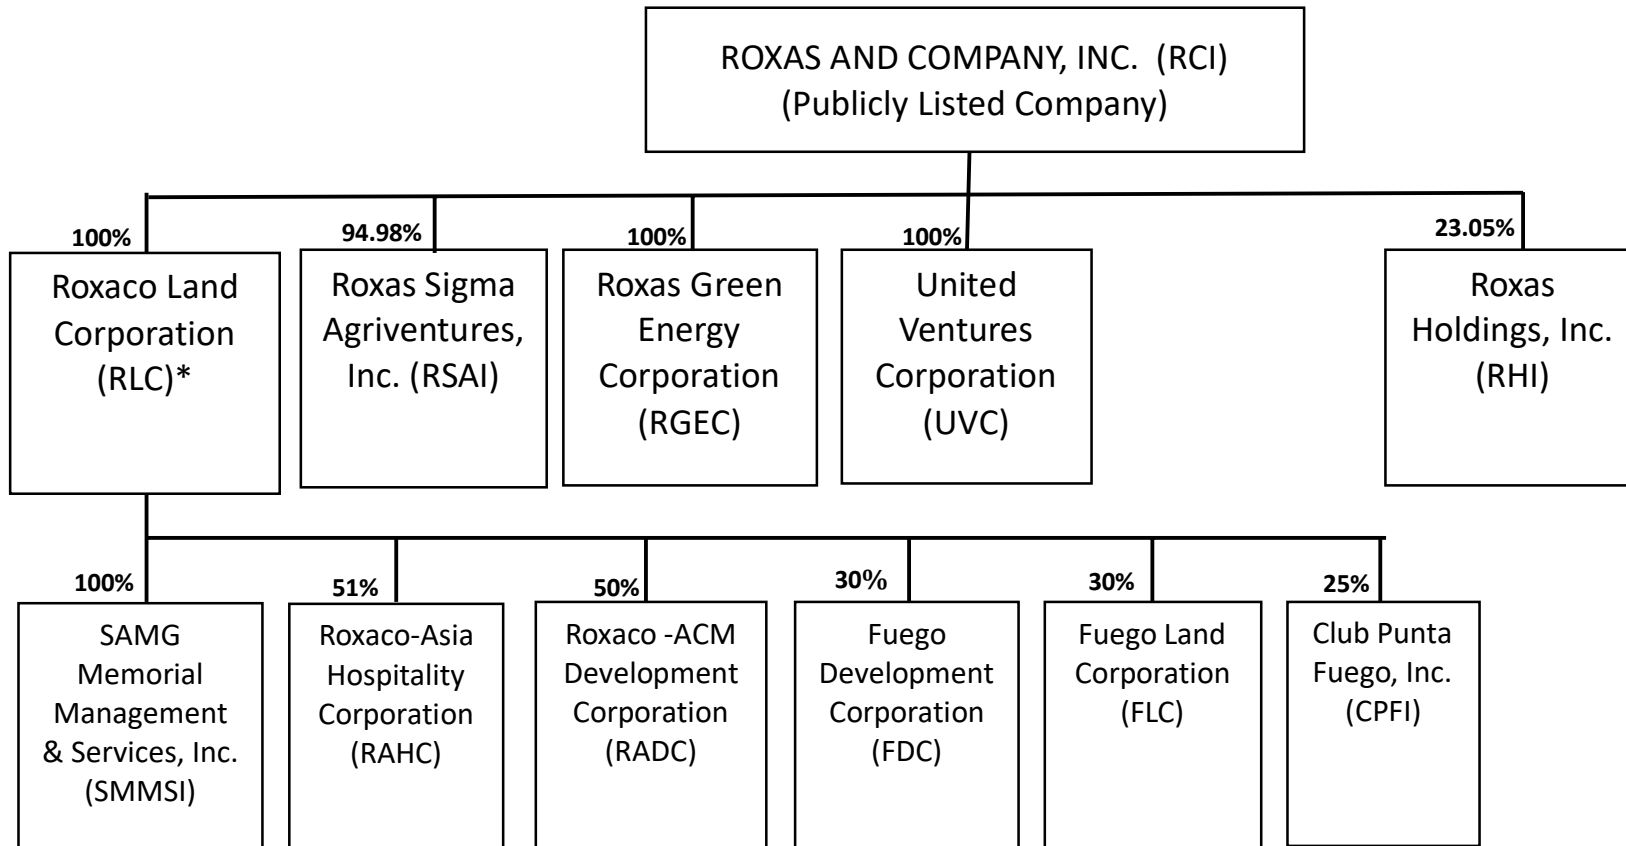 ROXAS AND COMPANY, INC. (RCI)
(Publicly Listed Company)
100%
Roxaco Land
Corporation
(RLC)*
94.98%
Roxas Sigma
Agriventures,
Inc. (RSAI)
100%
Roxas Green
Energy
Corporation
(RGEC)
100%
United
Ventures
Corporation
(UVC)
23.05%
Roxas
Holdings, Inc.
(RHI)
100%
SAMG
Memorial
Management
& Services, Inc.
(SMMSI)
51%
Roxaco-Asia
Hospitality
Corporation
(RAHC)
50%
Roxaco -ACM
Development
Corporation
(RADC)
30%
Fuego
Development
Corporation
(FDC)
30%
Fuego Land
Corporation
(FLC)
25%
Club Punta
Fuego, Inc.
(CPFI)